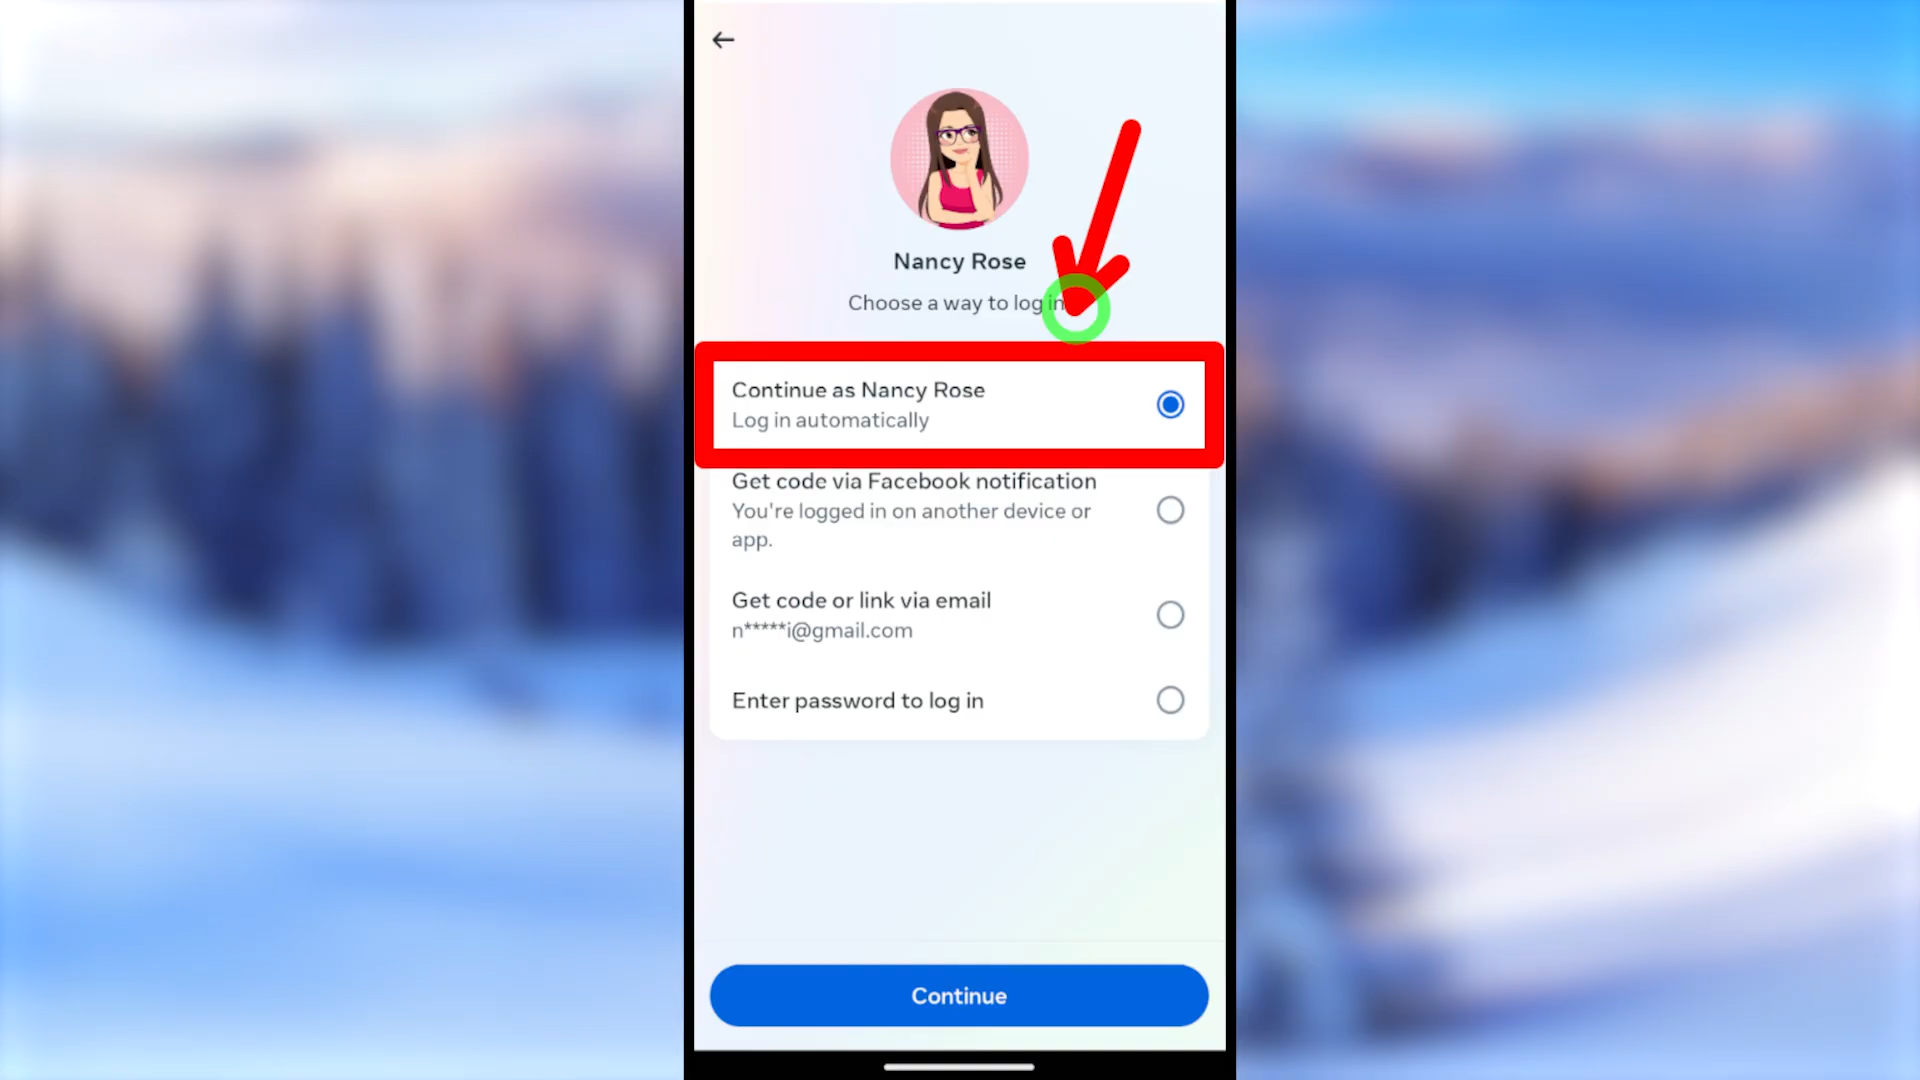 Nancy Rose
Choose a way to log in
Continue as Nancy Rose
Log in automatically
Get code via Facebook notification
You're logged in on another device or
app.
Get code or link via email
n*****i@gmail.com
Enter password to log in
Continue